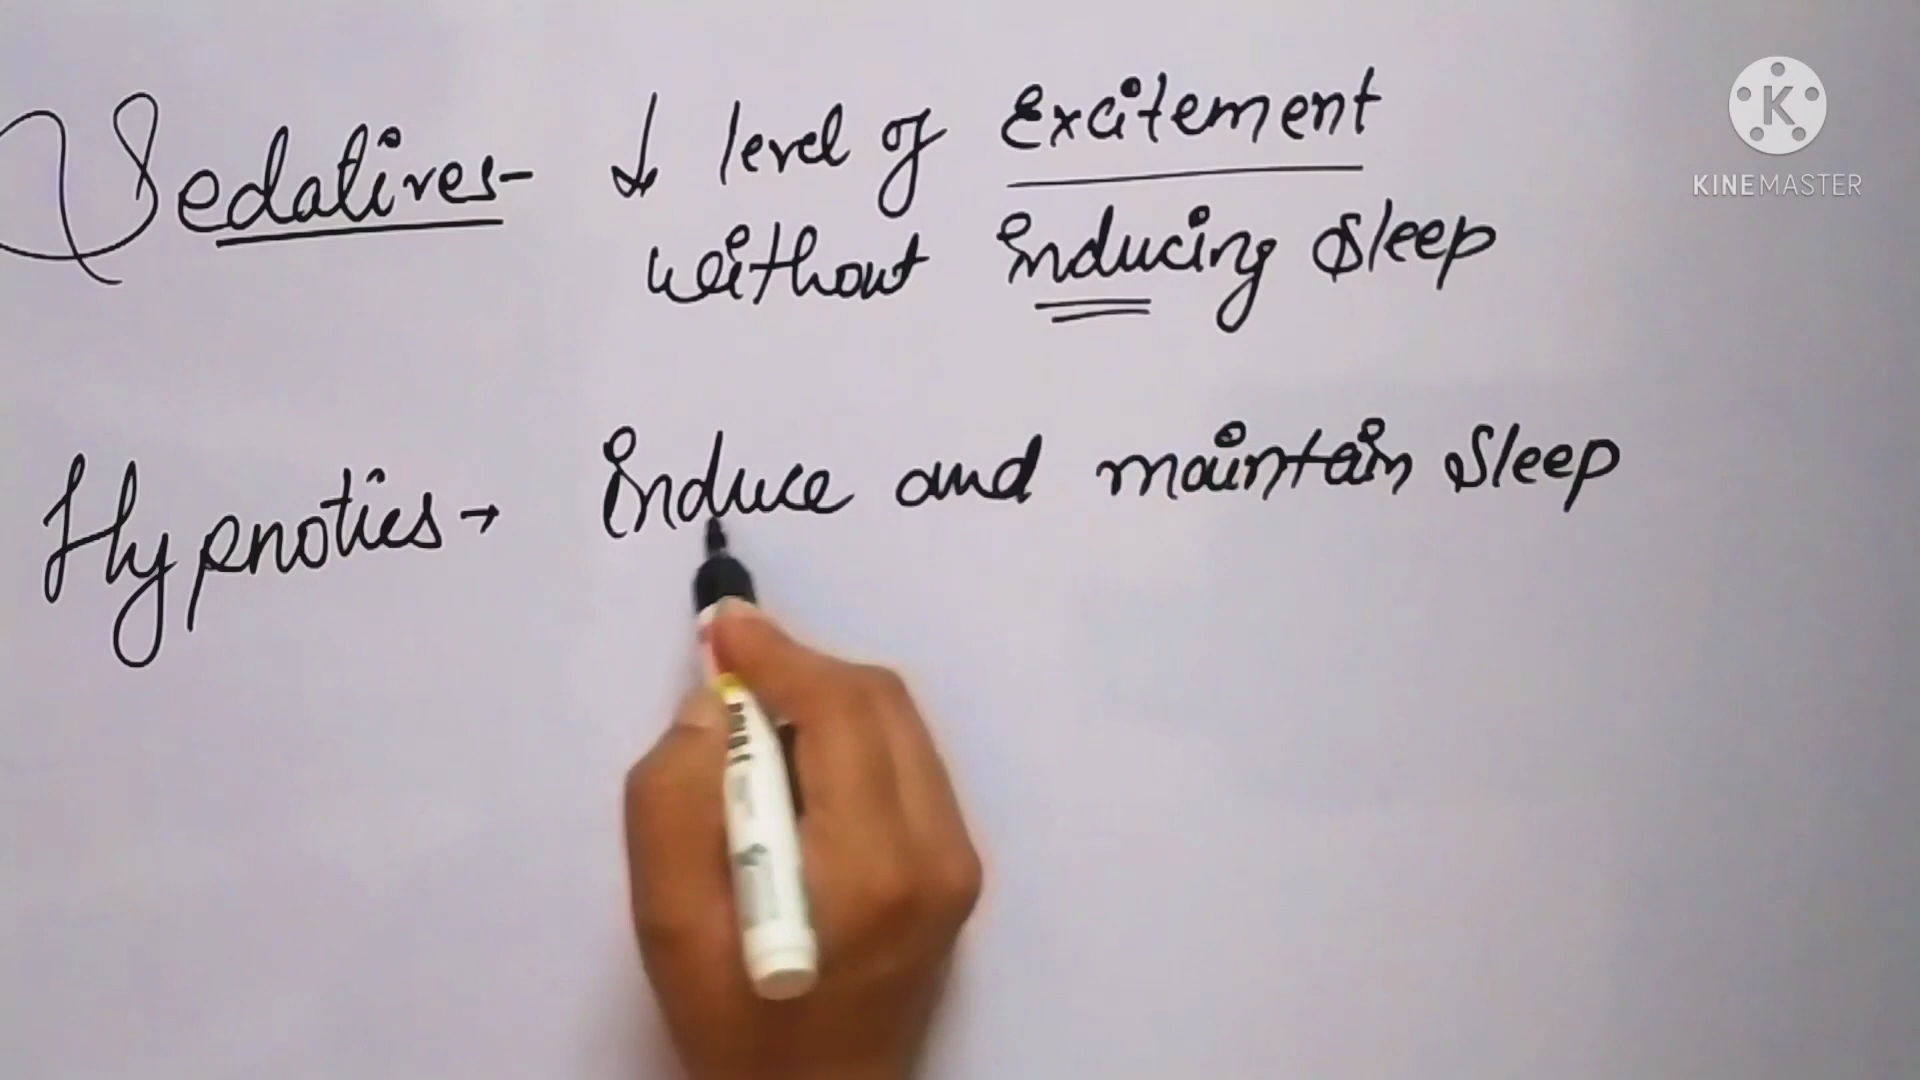 Sedatives- ↓ level of Excitement
without inducing Sleep
Hypnotics → induce and maintain Sleep
K
KINEMASTER